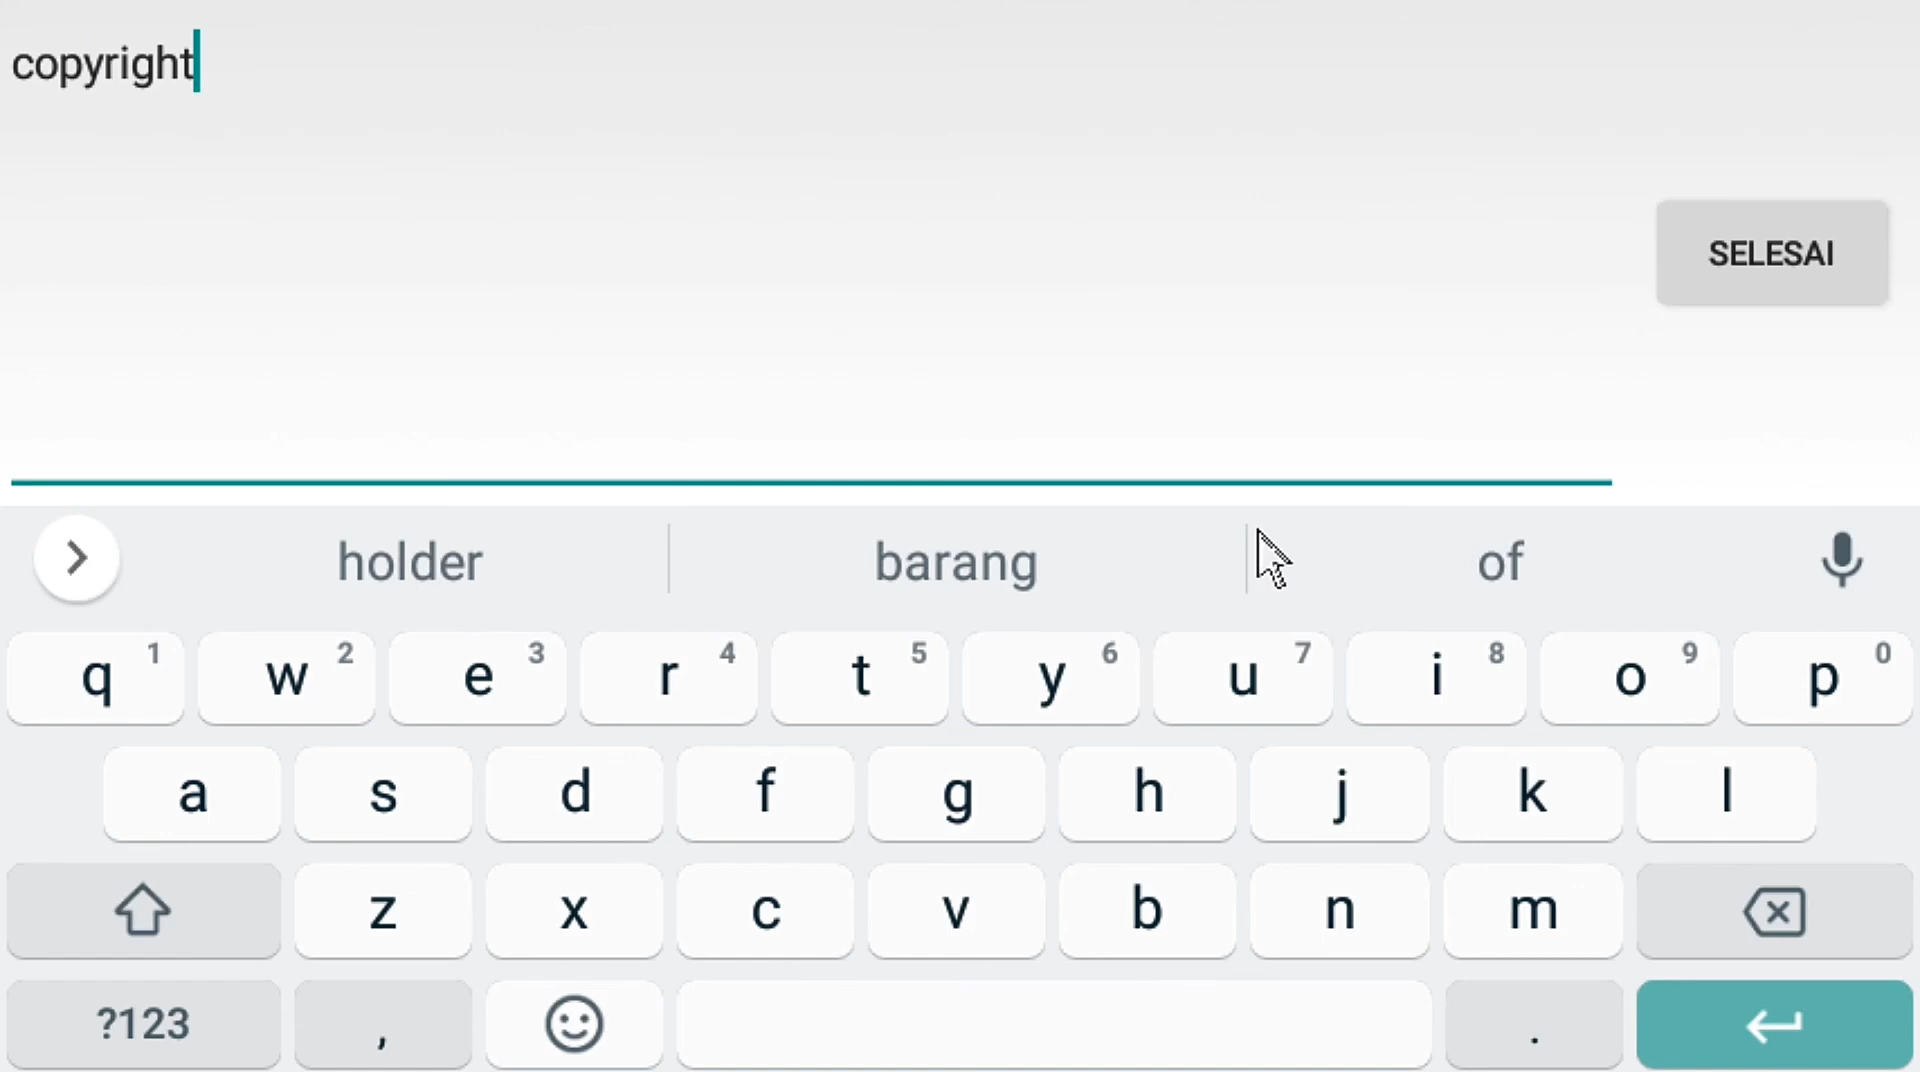 copyright
SELESAI
holder barang of
q 1 w 2 e 3 r 4 t 5 y 6 u 7 i 8 o 9 p 0
a s d f g h j k l
z x c v b n m
?123 , .